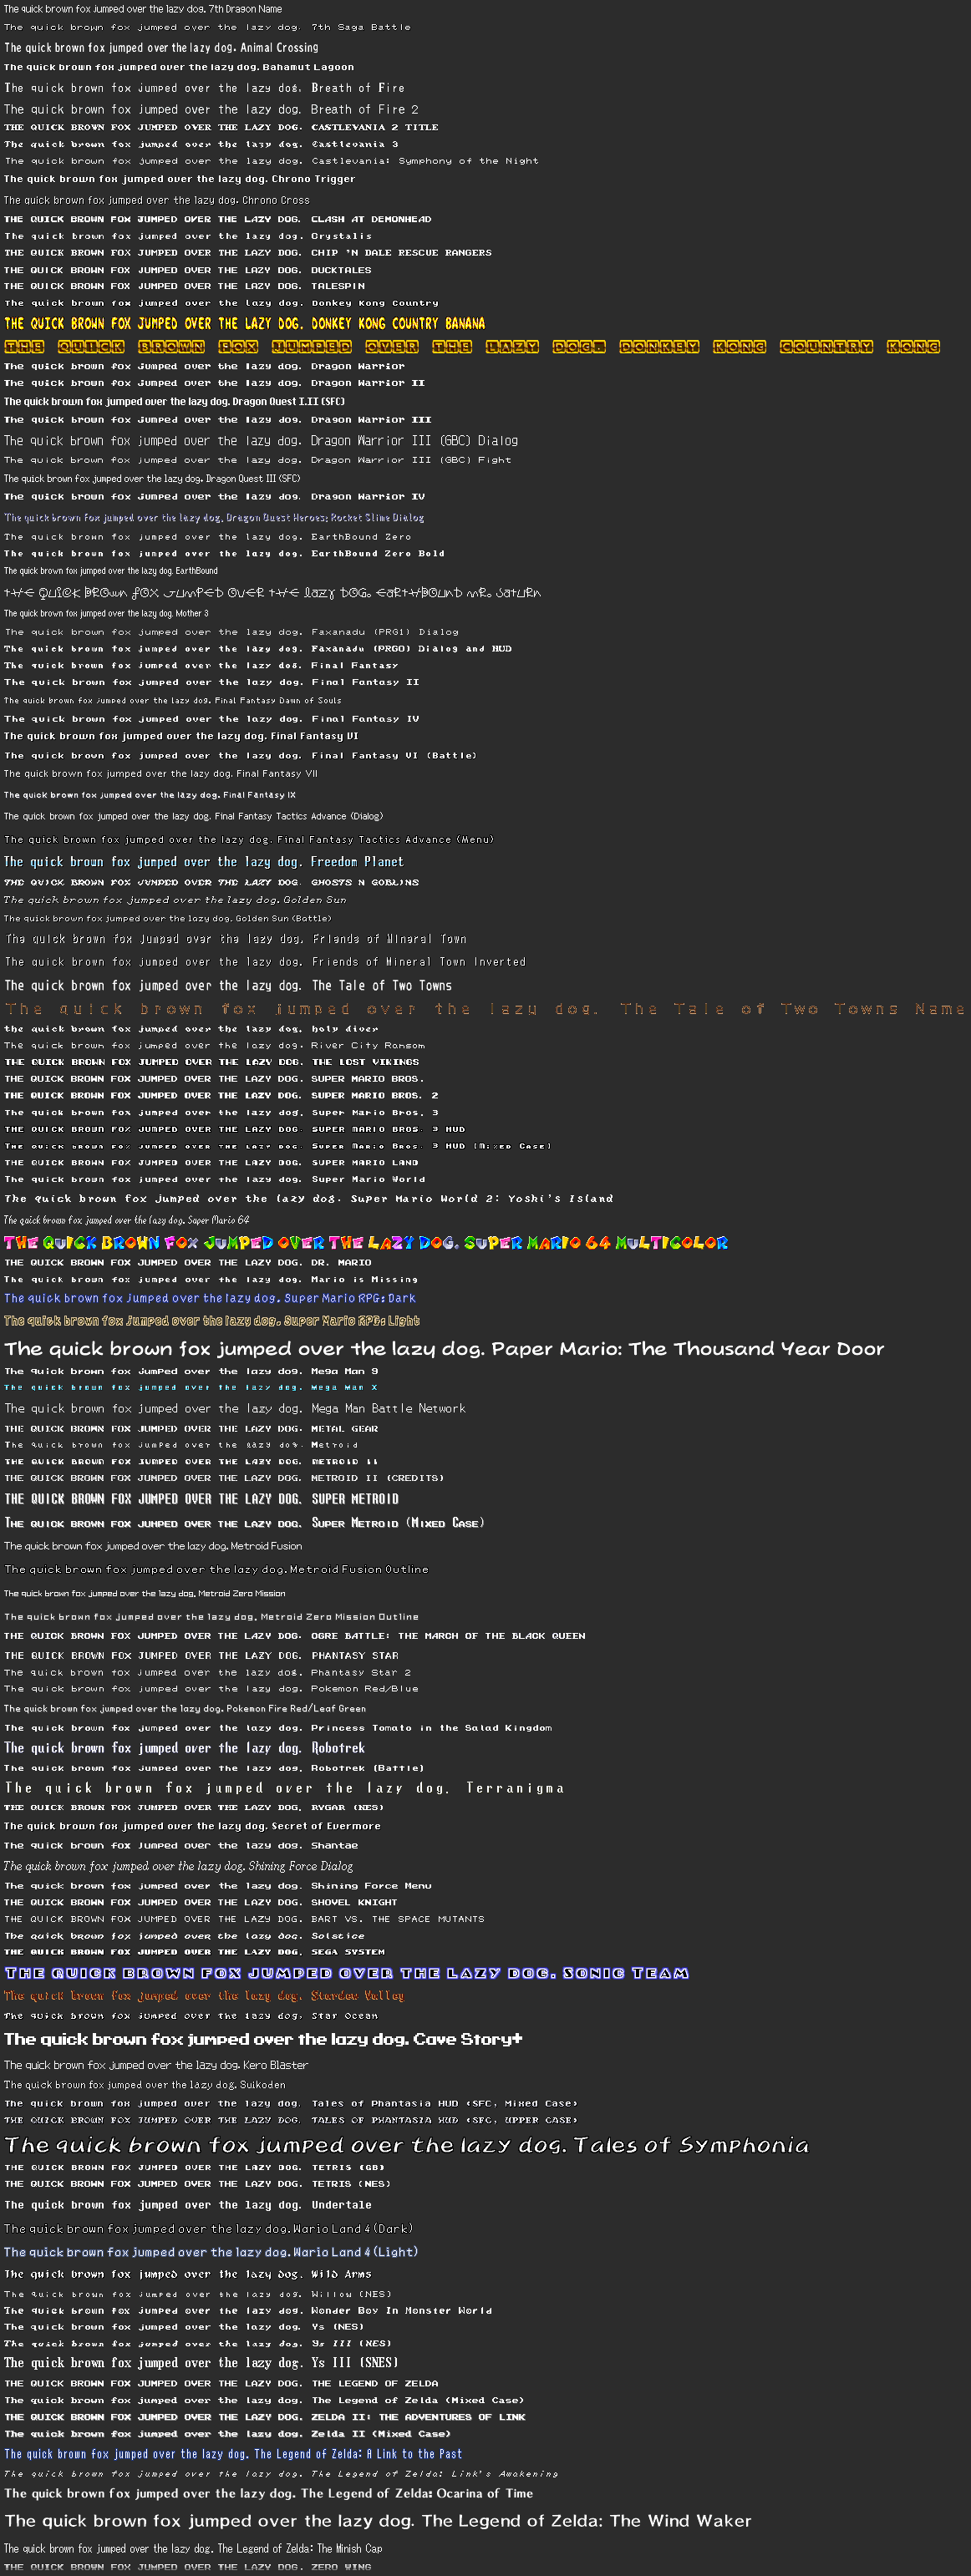 The quick brown fox jumped over the lazy dog. 7th Dragon Name
The quick brown fox jumped over the lazy dog. 7th Saga Battle
The quick brown fox jumped over the lazy dog. Animal Crossing
The quick brown fox jumped over the lazy dog. Bahamut Lagoon
The quick brown fox jumped over the lazy dog. Breath of Fire
The quick brown fox jumped over the lazy dog. Breath of Fire 2
THE QUICK BROWN FOX JUMPED OVER THE LAZY DOG. CASTLEVANIA 2 TITLE
The quick brown fox jumped over the lazy dog. Castlevania 3
The quick brown fox jumped over the lazy dog. Castlevania: Symphony of the Night
The quick brown fox jumped over the lazy dog. Chrono Trigger
The quick brown fox jumped over the lazy dog. Chrono Cross
THE QUICK BROWN FOX JUMPED OVER THE LAZY DOG. CLASH AT DEMONHEAD
The quick brown fox jumped over the lazy dog. Crystalis
THE QUICK BROWN FOX JUMPED OVER THE LAZY DOG. CHIP 'N DALE RESCUE RANGERS
THE QUICK BROWN FOX JUMPED OVER THE LAZY DOG. DUCKTALES
THE QUICK BROWN FOX JUMPED OVER THE LAZY DOG. TALESPIN
The quick brown fox jumped over the lazy dog. Donkey Kong Country
THE QUICK BROWN FOX JUMPED OVER THE LAZY DOG. DONKEY KONG COUNTRY BANANA
THE QUICK BROWN FOX JUMPED OVER THE LAZY DOG. DONKEY KONG COUNTRY KONG
The quick brown fox Jumped over the lazy dog. Dragon Warrior
The quick brown fox Jumped over the lazy dog. Dragon Warrior II
The quick brown fox jumped over the lazy dog. Dragon Quest I.II (SFC)
The quick brown fox Jumped over the lazy dog. Dragon Warrior III
The quick brown fox jumped over the lazy dog. Dragon Warrior III (GBC) Dialog
The quick brown fox jumped over the lazy dog. Dragon Warrior III (GBC) Fight
The quick brown fox jumped over the lazy dog. Dragon Quest III (SFC)
The quick brown fox Jumped over the lazy dog. Dragon Warrior IV
The quick brown fox jumped over the lazy dog. Dragon Quest Heroes: Rocket Slime Dialog
The quick brown fox jumped over the lazy dog. EarthBound Zero
The quick brown fox jumped over the lazy dog. EarthBound Zero Bold
The quick brown fox jumped over the lazy dog. EarthBound
tHE QUICK BROwn fOX JUmPED OVER tHE lazy DOG. EaRtHBOUnD mR. SatURn
The quick brown fox jumped over the lazy dog. Mother 3
The quick brown fox jumped over the lazy dog. Faxanadu (PRG1) Dialog
The quick brown fox jumped over the lazy dog. Faxanadu (PRG0) Dialog and HUD
The quick brown fox jumped over the lazy dog. Final Fantasy
The quick brown fox jumped over the lazy dog. Final Fantasy II
The quick brown fox jumped over the lazy dog. Final Fantasy Dawn of Souls
The quick brown fox jumped over the lazy dog. Final Fantasy IV
The quick brown fox jumped over the lazy dog. Final Fantasy VI
The quick brown fox jumped over the lazy dog. Final Fantasy VI (Battle)
The quick brown fox jumped over the lazy dog. Final Fantasy VII
The quick brown fox jumped over the lazy dog. Final Fantasy IX
The quick brown fox jumped over the lazy dog. Final Fantasy Tactics Advance (Dialog)
The quick brown fox jumped over the lazy dog. Final Fantasy Tactics Advance (Menu)
The quick brown fox jumped over the lazy dog. Freedom Planet
THE QUICK BROWN FOX JUMPED OVER THE LAZY DOG. GHOSTS N GOBLINS
The quick brown fox jumped over the lazy dog. Golden Sun
The quick brown fox jumped over the lazy dog. Golden Sun (Battle)
The quick brown fox jumped over the lazy dog. Friends of Mineral Town
The quick brown fox jumped over the lazy dog. Friends of Mineral Town Inverted
The quick brown fox jumped over the lazy dog. The Tale of Two Towns
The quick brown fox jumped over the lazy dog. The Tale of Two Towns Name
the quick brown fox jumped over the lazy dog. holy diver
The quick brown fox jumped over the lazy dog. River City Ransom
THE QUICK BROWN FOX JUMPED OVER THE LAZY DOG. THE LOST VIKINGS
THE QUICK BROWN FOX JUMPED OVER THE LAZY DOG. SUPER MARIO BROS.
THE QUICK BROWN FOX JUMPED OVER THE LAZY DOG. SUPER MARIO BROS. 2
The quick brown fox jumped over the lazy dog. Super Mario Bros. 3
THE QUICK BROWN FOX JUMPED OVER THE LAZY DOG. SUPER MARIO BROS. 3 HUD
The quick brown fox jumped over the lazy dog. Super Mario Bros. 3 HUD (Mixed Case)
THE QUICK BROWN FOX JUMPED OVER THE LAZY DOG. SUPER MARIO LAND
The quick brown fox jumped over the lazy dog. Super Mario World
The quick brown fox jumped over the lazy dog. Super Mario World 2: Yoshi's Island
The quick brown fox jumped over the lazy dog. Super Mario 64
THE QUICK BROWN FOX JUMPED OVER THE LAZY DOG. SUPER MARIO 64 MULTICOLOR
THE QUICK BROWN FOX JUMPED OVER THE LAZY DOG. DR. MARIO
The quick brown fox jumped over the lazy dog. Mario is Missing
The quick brown fox jumped over the lazy dog. Super Mario RPG: Dark
The quick brown fox jumped over the lazy dog. Super Mario RPG: Light
The quick brown fox jumped over the lazy dog. Paper Mario: The Thousand Year Door
The quick brown fox jumped over the lazy dog. Mega Man 9
The quick brown fox jumped over the lazy dog. Mega Man X
The quick brown fox jumped over the lazy dog. Mega Man Battle Network
THE QUICK BROWN FOX JUMPED OVER THE LAZY DOG. METAL GEAR
The quick brown fox jumped over the lazy dog. Metroid
THE QUICK BROWN FOX JUMPED OVER THE LAZY DOG. METROID II
THE QUICK BROWN FOX JUMPED OVER THE LAZY DOG. METROID II (CREDITS)
THE QUICK BROWN FOX JUMPED OVER THE LAZY DOG. SUPER METROID
The quick brown fox jumped over the lazy dog. Super Metroid (Mixed Case)
The quick brown fox jumped over the lazy dog. Metroid Fusion
The quick brown fox jumped over the lazy dog. Metroid Fusion Outline
The quick brown fox jumped over the lazy dog. Metroid Zero Mission
The quick brown fox jumped over the lazy dog. Metroid Zero Mission Outline
THE QUICK BROWN FOX JUMPED OVER THE LAZY DOG. OGRE BATTLE: THE MARCH OF THE BLACK QUEEN
THE QUICK BROWN FOX JUMPED OVER THE LAZY DOG. PHANTASY STAR
The quick brown fox jumped over the lazy dog. Phantasy Star 2
The quick brown fox jumped over the lazy dog. Pokemon Red/Blue
The quick brown fox jumped over the lazy dog. Pokemon Fire Red/Leaf Green
The quick brown fox jumped over the lazy dog. Princess Tomato in the Salad Kingdom
The quick brown fox jumped over the lazy dog. Robotrek
The quick brown fox jumped over the lazy dog. Robotrek (Battle)
The quick brown fox jumped over the lazy dog. Terranigma
THE QUICK BROWN FOX JUMPED OVER THE LAZY DOG. RYGAR (NES)
The quick brown fox jumped over the lazy dog. Secret of Evermore
The quick brown fox Jumped over the lazy dog. Shantae
The quick brown fox jumped over the lazy dog. Shining Force Dialog
The quick brown fox jumped over the lazy dog. Shining Force Menu
THE QUICK BROWN FOX JUMPED OVER THE LAZY DOG. SHOVEL KNIGHT
THE QUICK BROWN FOX JUMPED OVER THE LAZY DOG. BART VS. THE SPACE MUTANTS
The quick brown fox jumped over the lazy dog. Solstice
THE QUICK BROWN FOX JUMPED OVER THE LAZY DOG. SEGA SYSTEM
The quick brown fox jumped over the lazy dog. Sonic Team
The quick brown fox jumped over the lazy dog. Stardew Valley
The quick brown fox jumped over the lazy dog. Star Ocean
The quick brown fox jumped over the lazy dog. Cave Story+
The quick brown fox jumped over the lazy dog. Kero Blaster
The quick brown fox jumped over the lazy dog. Suikoden
The quick brown fox jumped over the lazy dog. Tales of Phantasia HUD (SFC, Mixed Case)
THE QUICK BROWN FOX JUMPED OVER THE LAZY DOG. TALES OF PHANTASIA HUD (SFC, UPPER CASE)
The quick brown fox jumped over the lazy dog. Tales of Symphonia
THE QUICK BROWN FOX JUMPED OVER THE LAZY DOG. TETRIS (GB)
THE QUICK BROWN FOX JUMPED OVER THE LAZY DOG. TETRIS (NES)
The quick brown fox jumped over the lazy dog. Undertale
The quick brown fox jumped over the lazy dog. Wario Land 4 (Dark)
The quick brown fox jumped over the lazy dog. Wario Land 4 (Light)
The quick brown fox jumped over the lazy dog. Wild Arms
The quick brown fox jumped over the lazy dog. Willow (NES)
The quick brown fox jumped over the lazy dog. Wonder Boy In Monster World
The quick brown fox jumped over the lazy dog. Ys (NES)
The quick brown fox jumped over the lazy dog. Ys III (NES)
The quick brown fox jumped over the lazy dog. Ys III (SNES)
THE QUICK BROWN FOX JUMPED OVER THE LAZY DOG. THE LEGEND OF ZELDA
The quick brown fox jumped over the lazy dog. The Legend of Zelda (Mixed Case)
THE QUICK BROWN FOX JUMPED OVER THE LAZY DOG. ZELDA II: THE ADVENTURES OF LINK
The quick brown fox jumped over the lazy dog. Zelda II (Mixed Case)
The quick brown fox jumped over the lazy dog. The Legend of Zelda: A Link to the Past
The quick brown fox jumped over the lazy dog. The Legend of Zelda: Link's Awakening
The quick brown fox jumped over the lazy dog. The Legend of Zelda: Ocarina of Time
The quick brown fox jumped over the lazy dog. The Legend of Zelda: The Wind Waker
The quick brown fox jumped over the lazy dog. The Legend of Zelda: The Minish Cap
THE QUICK BROWN FOX JUMPED OVER THE LAZY DOG. ZERO WING